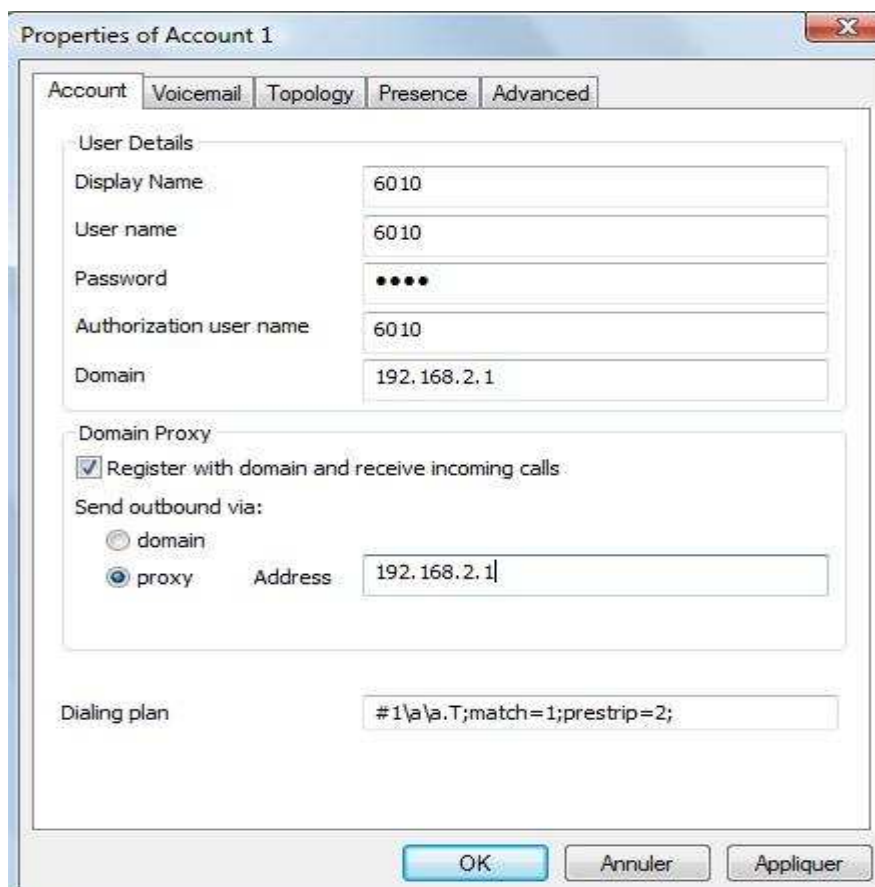 Properties of Account 1
Account Voicemail Topology Presence Advanced
User Details
Display Name 6010
User name 6010
Password ••••
Authorization user name 6010
Domain 192.168.2.1
Domain Proxy
Register with domain and receive incoming calls
Send outbound via:
domain
proxy Address 192.168.2.1
Dialing plan #1\a\a.T;match=1;prestrip=2;
OK Annuler Appliquer